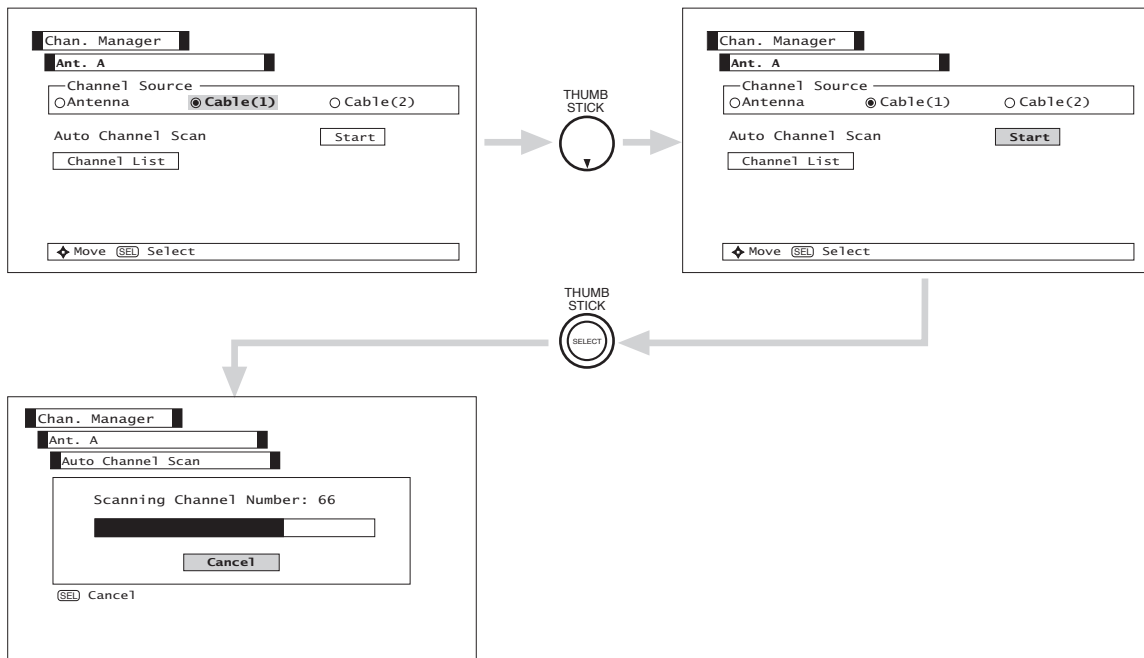 Chan. Manager
Ant. A
Channel Source
Antenna Cable(1) Cable(2)
Auto Channel Scan Start
Channel List
Move SEL Select
THUMB
STICK
Chan. Manager
Ant. A
Channel Source
Antenna Cable(1) Cable(2)
Auto Channel Scan Start
Channel List
Move SEL Select
THUMB
STICK
SELECT
Chan. Manager
Ant. A
Auto Channel Scan
Scanning Channel Number: 66
Cancel
SEL Cancel